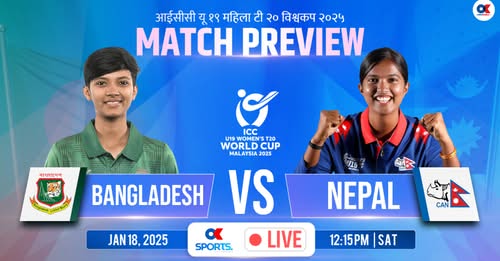 आईसीसी यू १९ महिला टी २० विश्वकप २०२५
MATCH PREVIEW
ICC
U19 WOMEN'S T20
WORLD CUP
MALAYSIA 2025
BANGLADESH
VS
NEPAL
CAN
JAN 18, 2025
OK
SPORTS.
LIVE
12:15PM | SAT